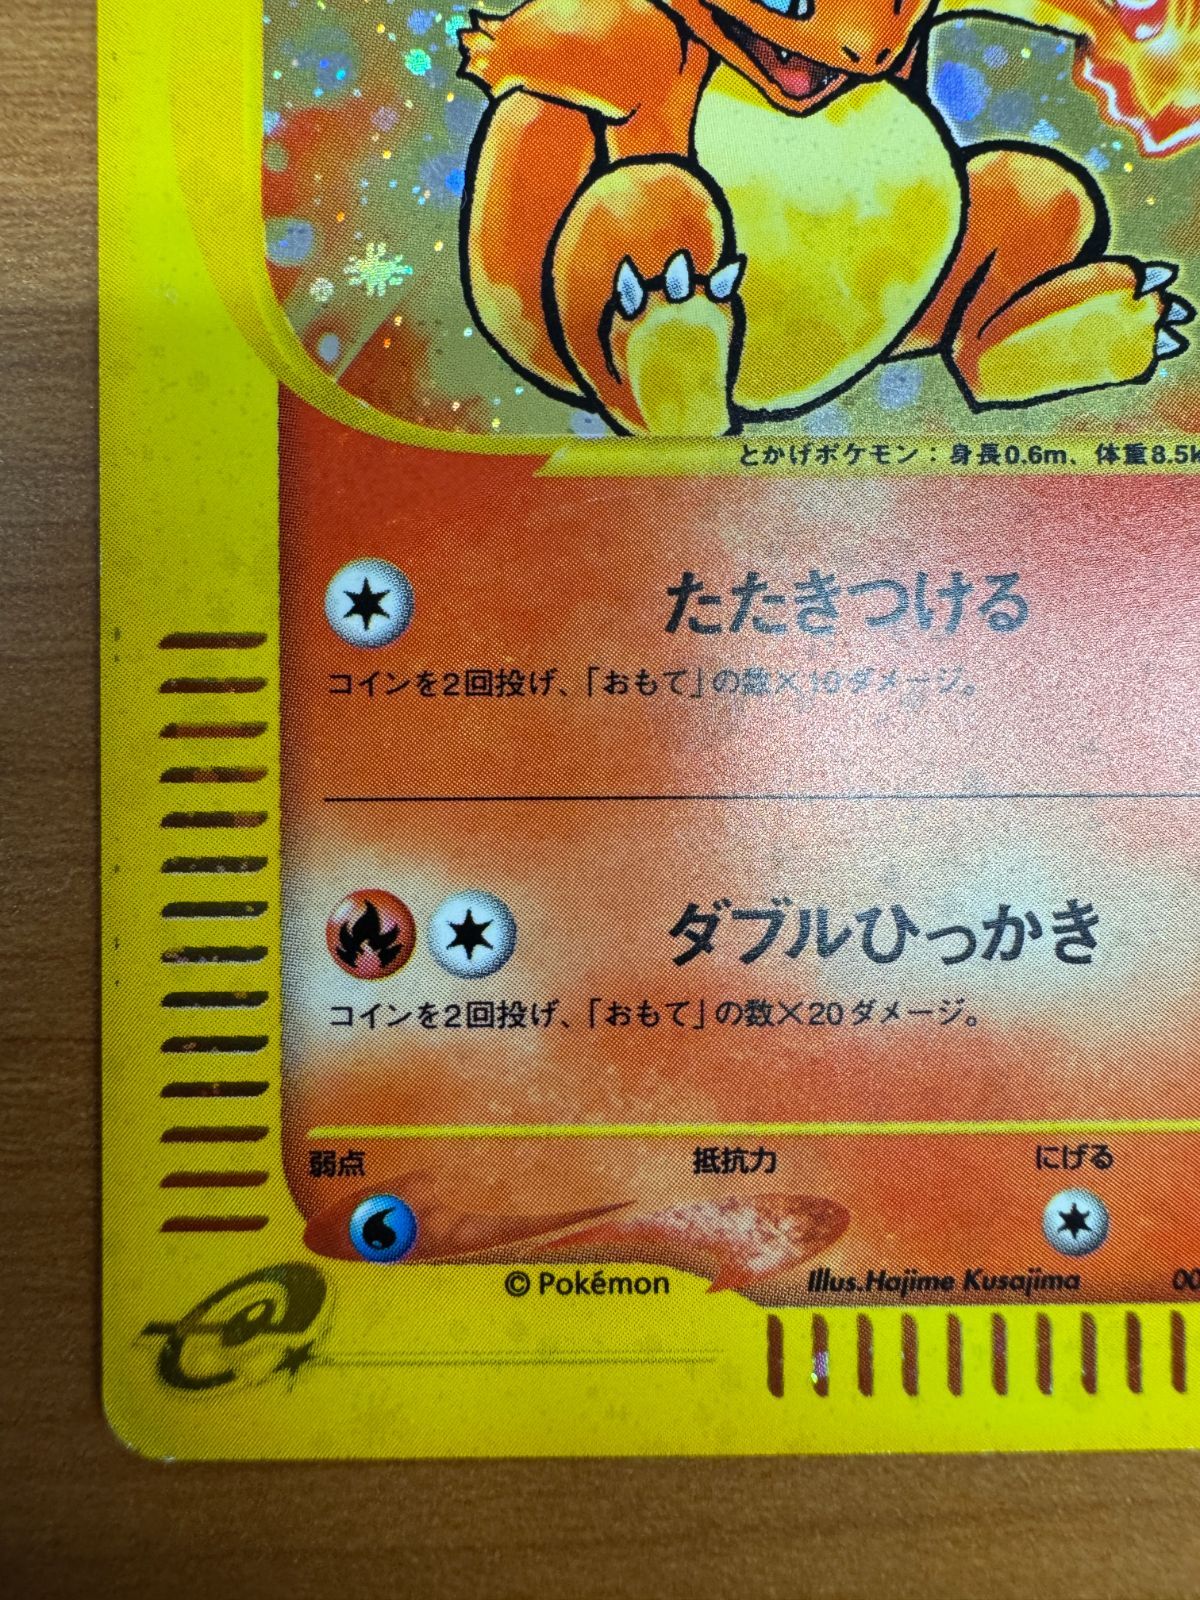 とかげポケモン：身長0.6m、体重8.5k
たたきつける
コインを2回投げ、「おもて」の数×10ダメージ。
ダブルひっかき
コインを2回投げ、「おもて」の数×20ダメージ。
弱点 抵抗力 にげる
© Pokémon Illus.Hajime Kusajima 00
e